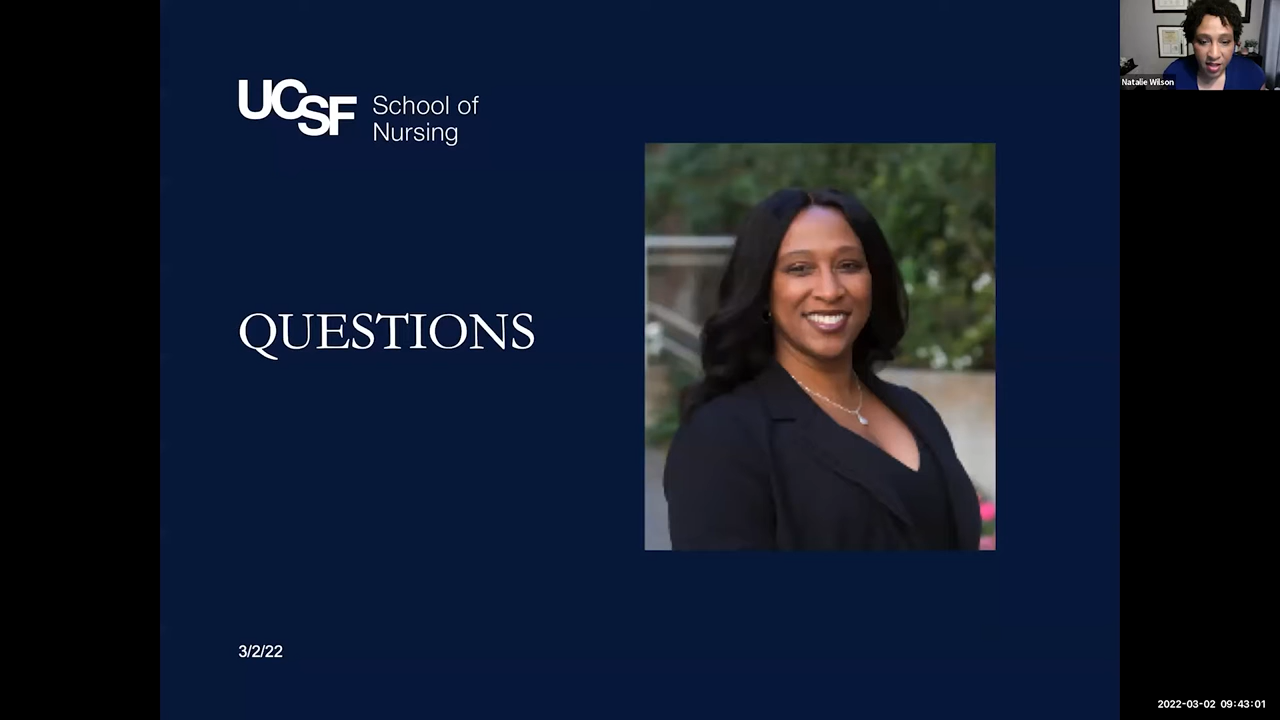 UCSF School of
Nursing
QUESTIONS
3/2/22
Natalie Wilson
2022-03-02 09:43:01